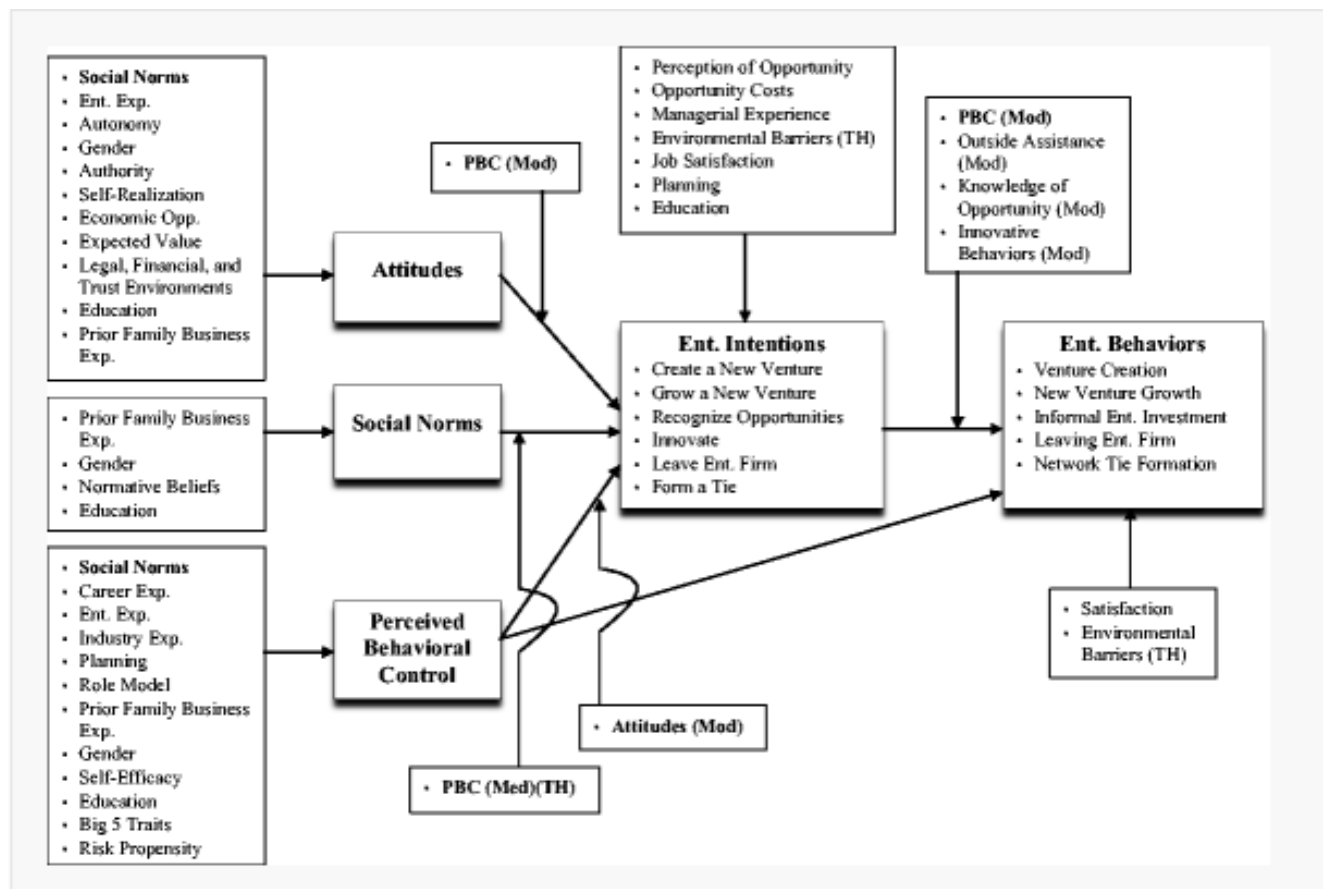 • Social Norms
• Ent. Exp.
• Autonomy
• Gender
• Authority
• Self-Realization
• Economic Opp.
• Expected Value
• Legal, Financial, and
Trust Environments
• Education
• Prior Family Business
Exp.
• Prior Family Business
Exp.
• Gender
• Normative Beliefs
• Education
• Social Norms
• Career Exp.
• Ent. Exp.
• Industry Exp.
• Planning
• Role Model
• Prior Family Business
Exp.
• Gender
• Self-Efficacy
• Education
• Big 5 Traits
• Risk Propensity
Attitudes
Social Norms
Perceived
Behavioral
Control
• PBC (Mod)
• PBC (Med)(TH)
• Attitudes (Mod)
• Perception of Opportunity
• Opportunity Costs
• Managerial Experience
• Environmental Barriers (TH)
• Job Satisfaction
• Planning
• Education
Ent. Intentions
• Create a New Venture
• Grow a New Venture
• Recognize Opportunities
• Innovate
• Leave Ent. Firm
• Form a Tie
• PBC (Mod)
• Outside Assistance
(Mod)
• Knowledge of
Opportunity (Mod)
• Innovative
Behaviors (Mod)
Ent. Behaviors
• Venture Creation
• New Venture Growth
• Informal Ent. Investment
• Leaving Ent. Firm
• Network Tie Formation
• Satisfaction
• Environmental
Barriers (TH)